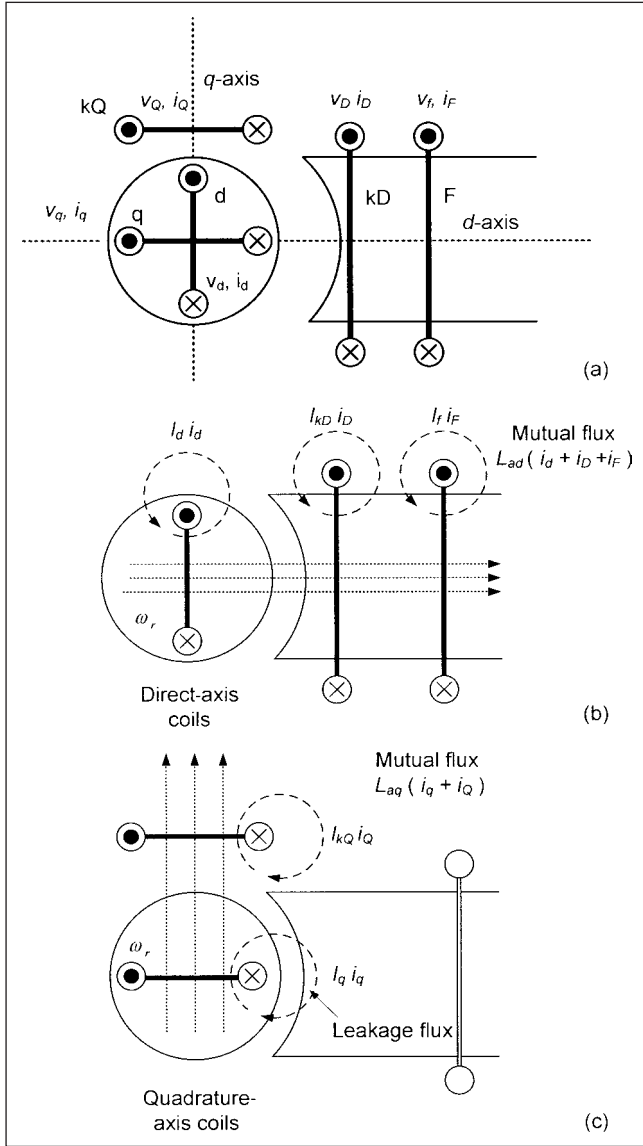 q-axis
v_Q, i_Q
v_D i_D
v_f, i_F
kQ
d
kD
F
v_q, i_q
q
d-axis
v_d, i_d
(a)
l_d i_d
l_kD i_D
l_f i_F
Mutual flux
L_ad ( i_d + i_D + i_F )
ω_r
Direct-axis
coils
(b)
Mutual flux
L_aq ( i_q + i_Q )
l_kQ i_Q
ω_r
l_q i_q
Leakage flux
Quadrature-
axis coils
(c)